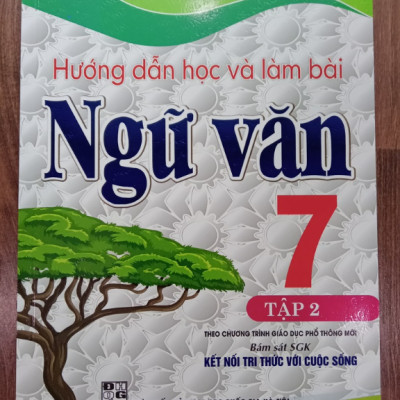 Hướng dẫn học và làm bài
Ngữ văn
7
TẬP 2
THEO CHƯƠNG TRÌNH GIÁO DỤC PHỔ THÔNG MỚI
Bám sát SGK
KẾT NỐI TRI THỨC VỚI CUỘC SỐNG